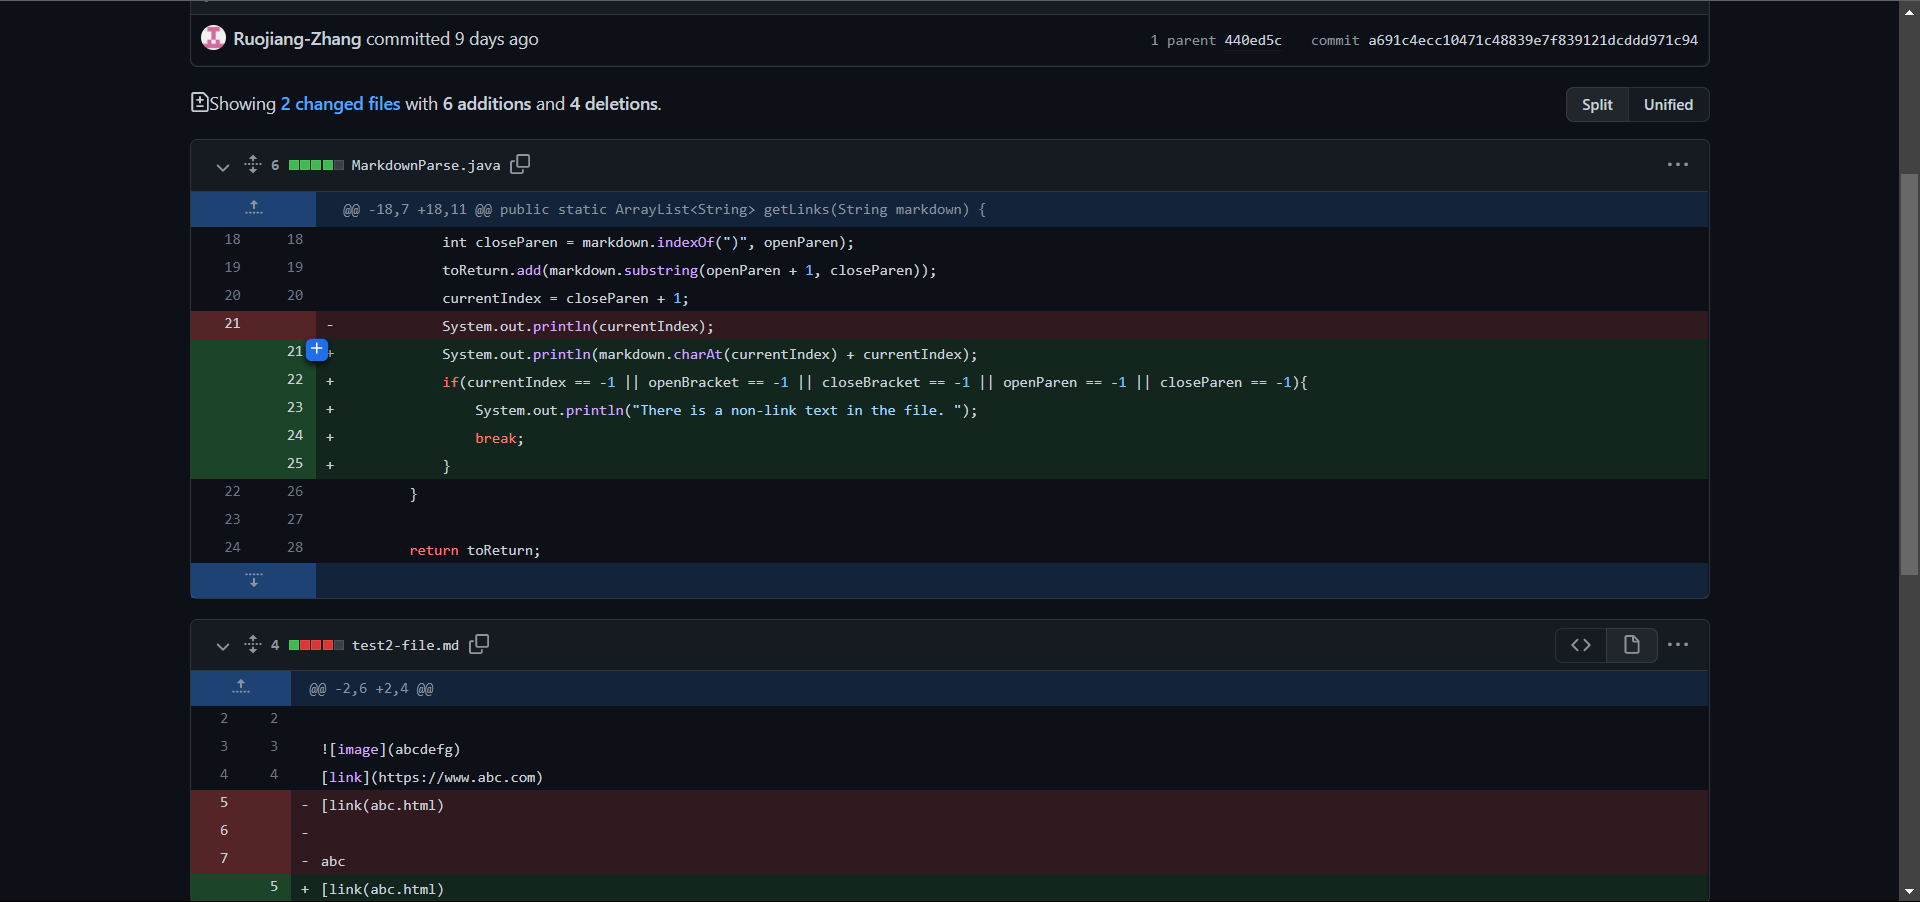 Ruojiang-Zhang committed 9 days ago
1 parent 440ed5c commit a691c4ecc10471c48839e7f839121dcddd971c94
Showing 2 changed files with 6 additions and 4 deletions.
Split Unified
6 MarkdownParse.java
@@ -18,7 +18,11 @@ public static ArrayList<String> getLinks(String markdown) {
18 18 int closeParen = markdown.indexOf(")", openParen);
19 19 toReturn.add(markdown.substring(openParen + 1, closeParen));
20 20 currentIndex = closeParen + 1;
21 - System.out.println(currentIndex);
21 + System.out.println(markdown.charAt(currentIndex) + currentIndex);
22 + if(currentIndex == -1 || openBracket == -1 || closeBracket == -1 || openParen == -1 || closeParen == -1){
23 + System.out.println("There is a non-link text in the file. ");
24 + break;
25 + }
22 26 }
23 27
24 28 return toReturn;
4 test2-file.md
@@ -2,6 +2,4 @@
2 2
3 3 ![image](abcdefg)
4 4 [link](https://www.abc.com)
5 - [link(abc.html)
6 -
7 - abc
5 + [link(abc.html)